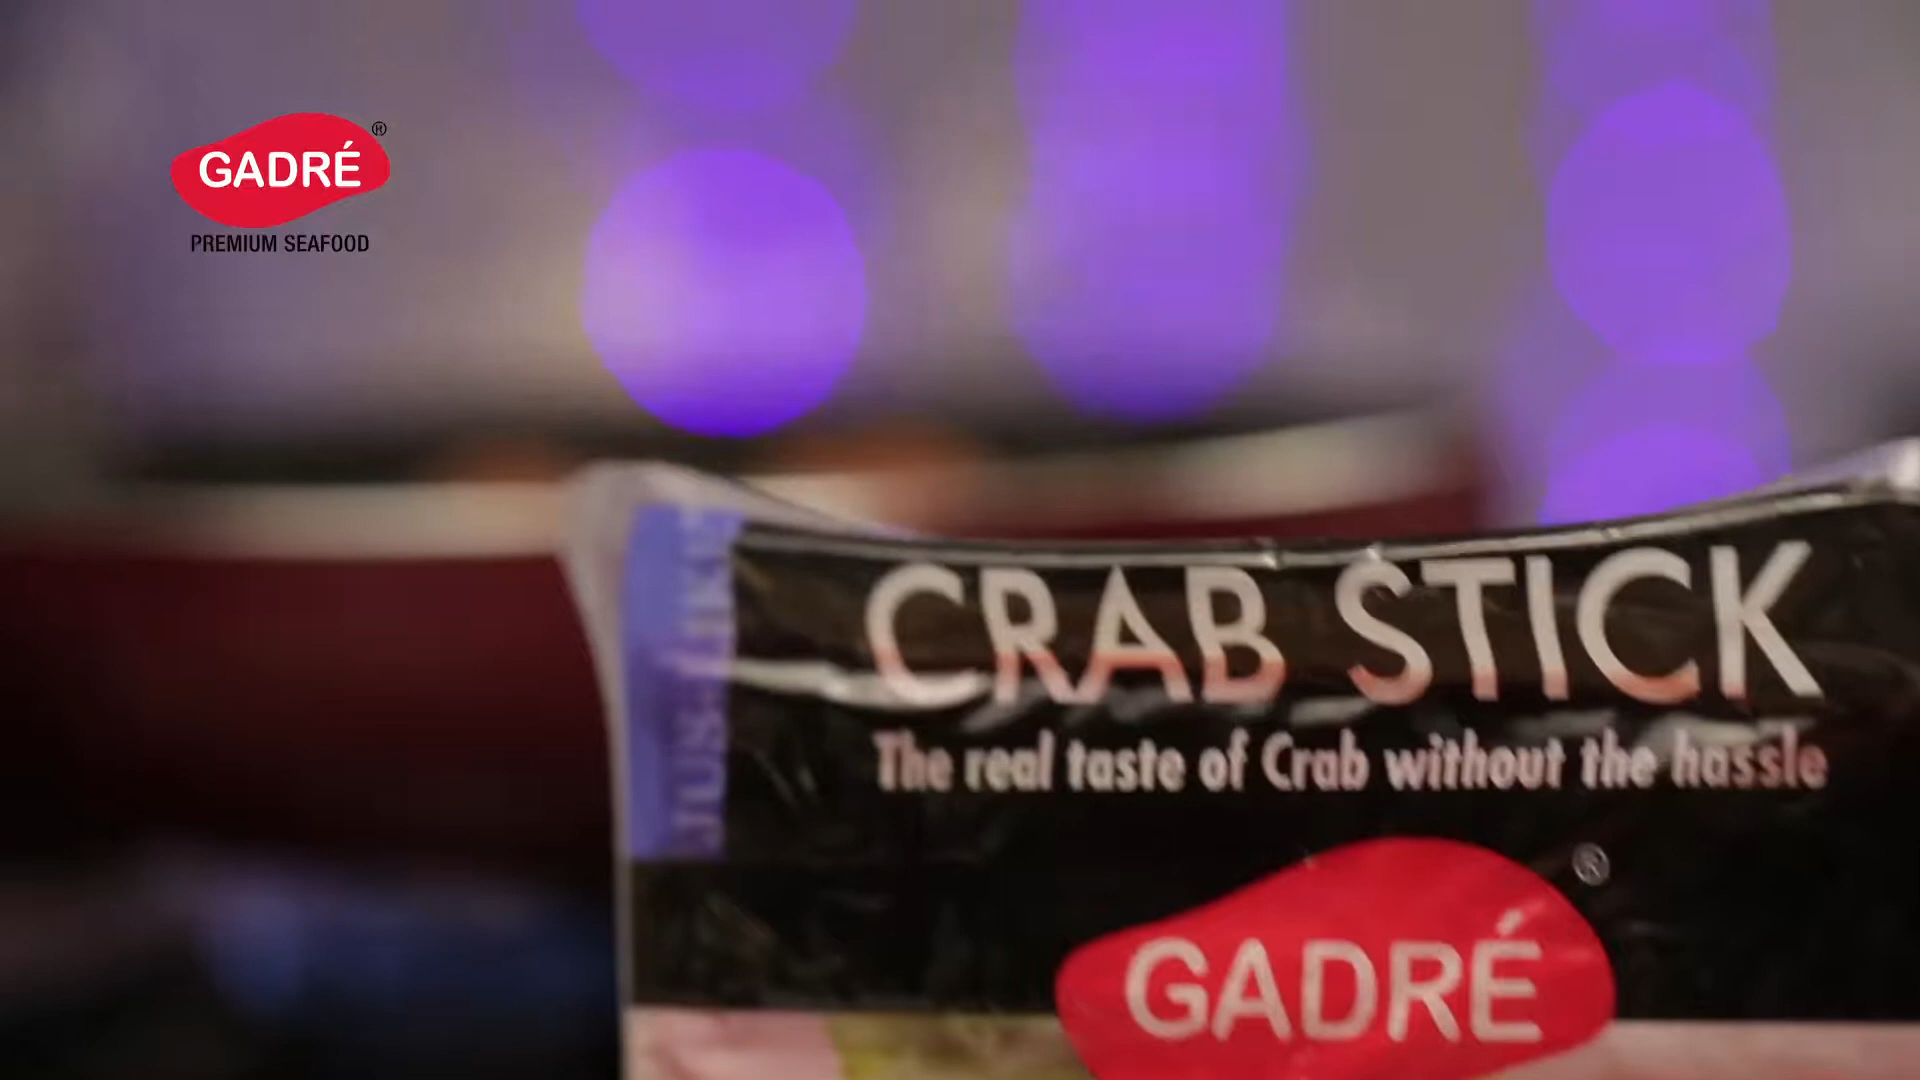 GADRÉ
®
PREMIUM SEAFOOD
CRAB STICK
The real taste of Crab without the hassle
®
GADRÉ